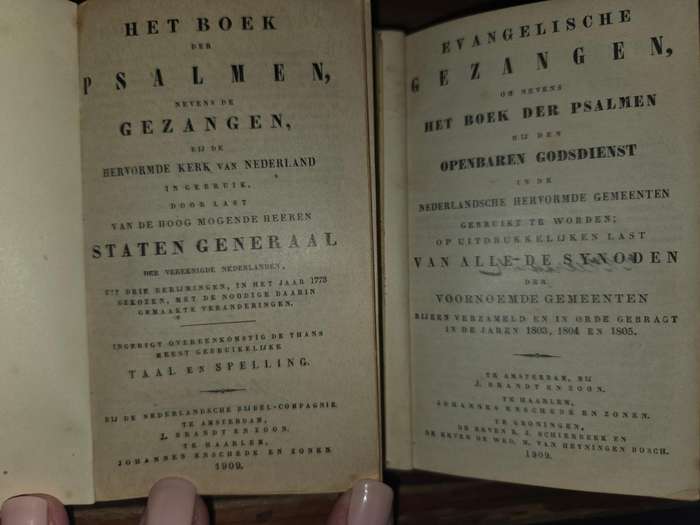 HET BOEK
DER
PSALMEN,
NEVENS DE
GEZANGEN,
BIJ DE
HERVORMDE KERK VAN NEDERLAND
IN GEBRUIK,
DOOR LAST
VAN DE HOOG MOGENDE HEEREN
STATEN GENERAAL
DER VEREENIGDE NEDERLANDEN,
UIT DRIE BERIJMINGEN, IN HET JAAR 1773
GEKOZEN, MET DE NOODIGE DAARIN
GEMAAKTE VERANDERINGEN.
INGERIGT OVEREENKOMSTIG DE THANS
MEEST GEBRUIKELIJKE
TAAL EN SPELLING.
BIJ DE NEDERLANDSCHE BIJBEL-COMPAGNIE
TE AMSTERDAM,
J. BRANDT EN ZOON.
TE HAARLEM,
JOHANNES ENSCHEDE EN ZONEN
1909.
EVANGELISCHE
GEZANGEN,
OM NEVENS
HET BOEK DER PSALMEN
BIJ DEN
OPENBAREN GODSDIENST
IN DE
NEDERLANDSCHE HERVORMDE GEMEENTEN
GEBRUIKT TE WORDEN;
OP UITDRUKKELIJKEN LAST
VAN ALLE DE SYNODEN
DER
VOORNOEMDE GEMEENTEN
BIJEEN VERZAMELD EN IN ORDE GEBRAGT
IN DE JAREN 1803, 1804 EN 1805.
TE AMSTERDAM, BIJ
J. BRANDT EN ZOON.
TE HAARLEM,
JOHANNES ENSCHEDE EN ZONEN.
TE GRONINGEN,
DE ERVEN R. J. SCHIERBEEK EN
DE ERVEN DE WED. M. VAN HEYNINGEN BOSCH.
1909.